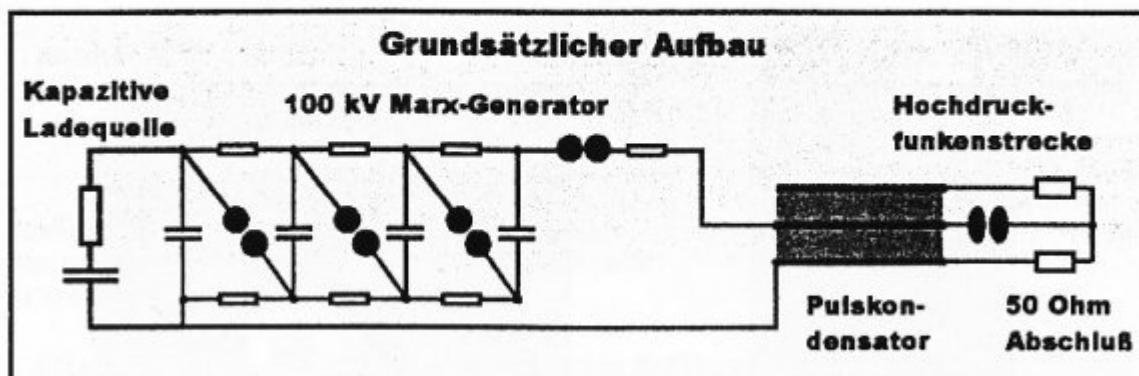 Grundsätzlicher Aufbau
Kapazitive
Ladequelle
100 kV Marx-Generator
Hochdruck-
funkenstrecke
Pulskon-
densator
50 Ohm
Abschluß